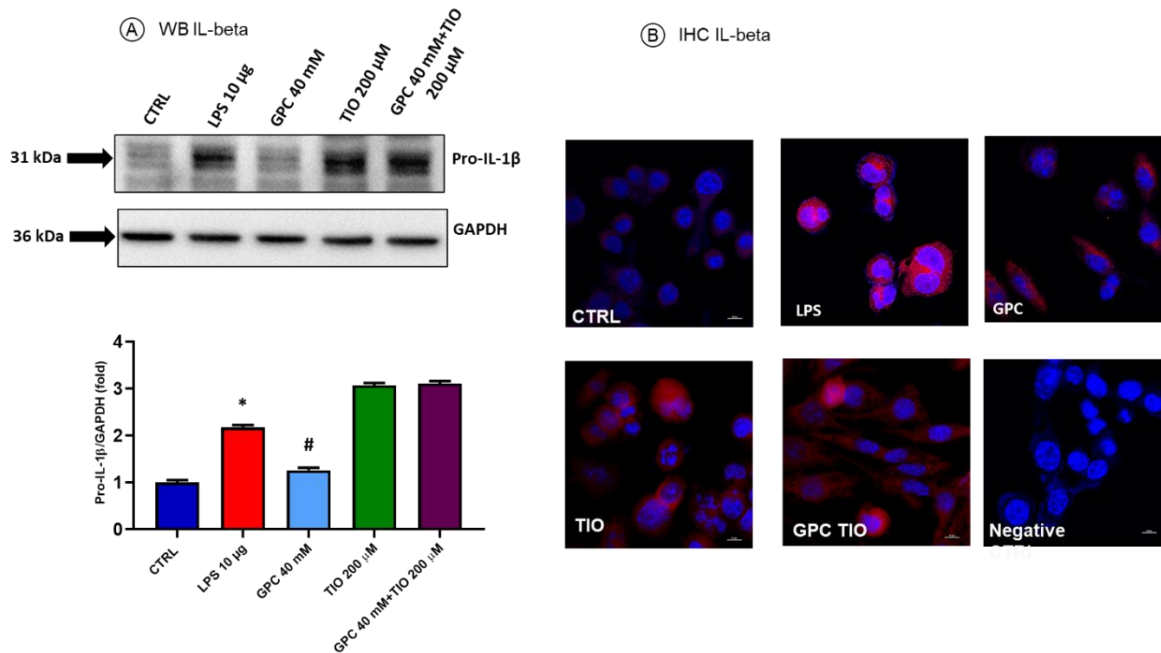 A WB IL-beta
CTRL
LPS 10 µg
GPC 40 mM
TIO 200 µM
GPC 40 mM+TIO
200 µM
31 kDa
Pro-IL-1β
36 kDa
GAPDH
Pro-IL-1β/GAPDH (fold)
4
3
2
1
0
*
#
CTRL
LPS 10 µg
GPC 40 mM
TIO 200 µM
GPC 40 mM+TIO 200 µM
B IHC IL-beta
CTRL
LPS
GPC
TIO
GPC TIO
Negative
CTRL